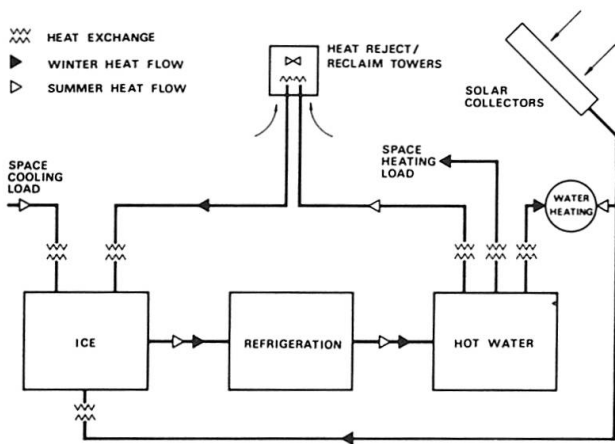 HEAT EXCHANGE
WINTER HEAT FLOW
SUMMER HEAT FLOW
HEAT REJECT/
RECLAIM TOWERS
SOLAR
COLLECTORS
SPACE
COOLING
LOAD
SPACE
HEATING
LOAD
WATER
HEATING
ICE
REFRIGERATION
HOT WATER